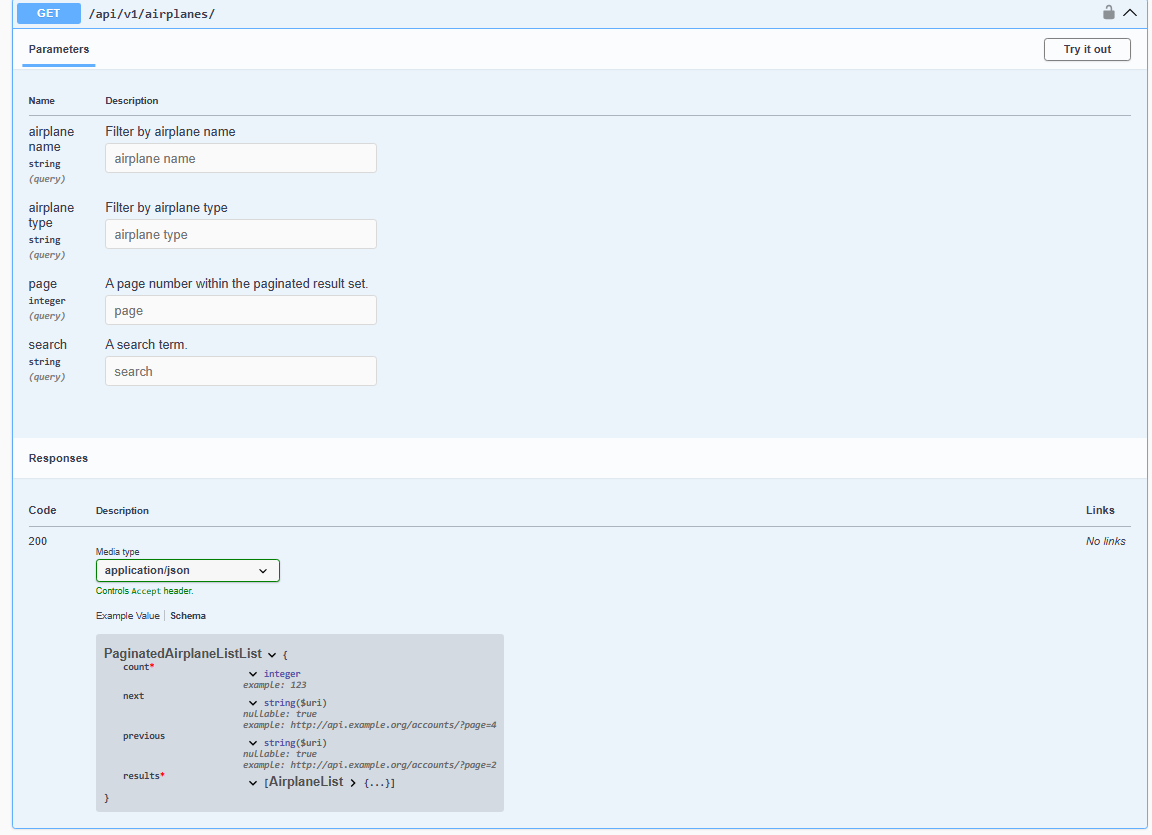 GET /api/v1/airplanes/
Parameters
Try it out
Name Description
airplane name
string
(query)
Filter by airplane name
airplane name
airplane type
string
(query)
Filter by airplane type
airplane type
page
integer
(query)
A page number within the paginated result set.
page
search
string
(query)
A search term.
search
Responses
Code Description Links
200 No links
Media type
application/json
Controls Accept header.
Example Value Schema
PaginatedAirplaneListList {
count*
integer
example: 123
next
string($uri)
nullable: true
example: http://api.example.org/accounts/?page=4
previous
string($uri)
nullable: true
example: http://api.example.org/accounts/?page=2
results*
[AirplaneList {...}]
}